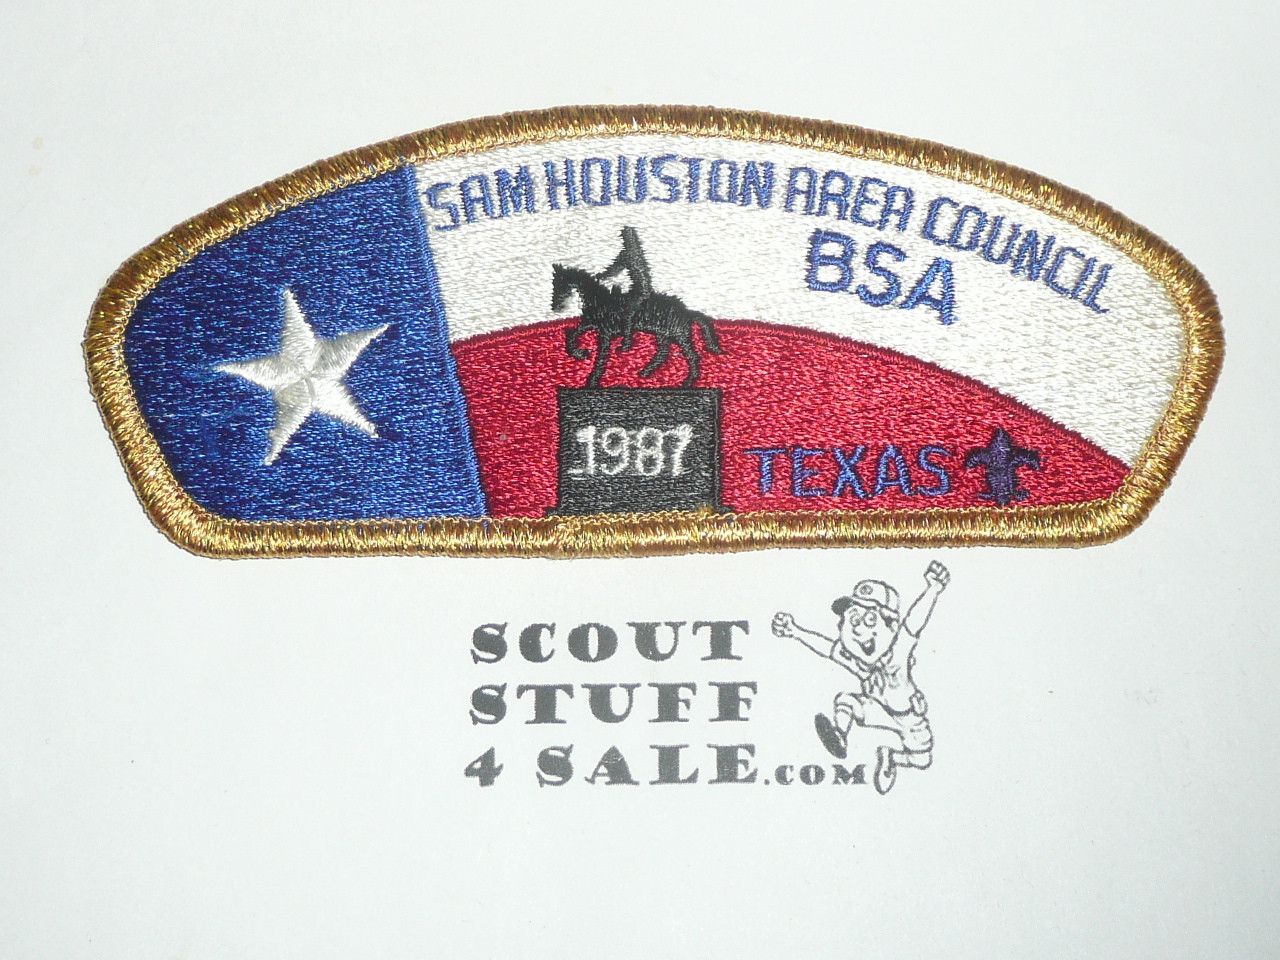 SAM HOUSTON AREA COUNCIL
BSA
1987
TEXAS
SCOUT
STUFF
4 SALE.COM